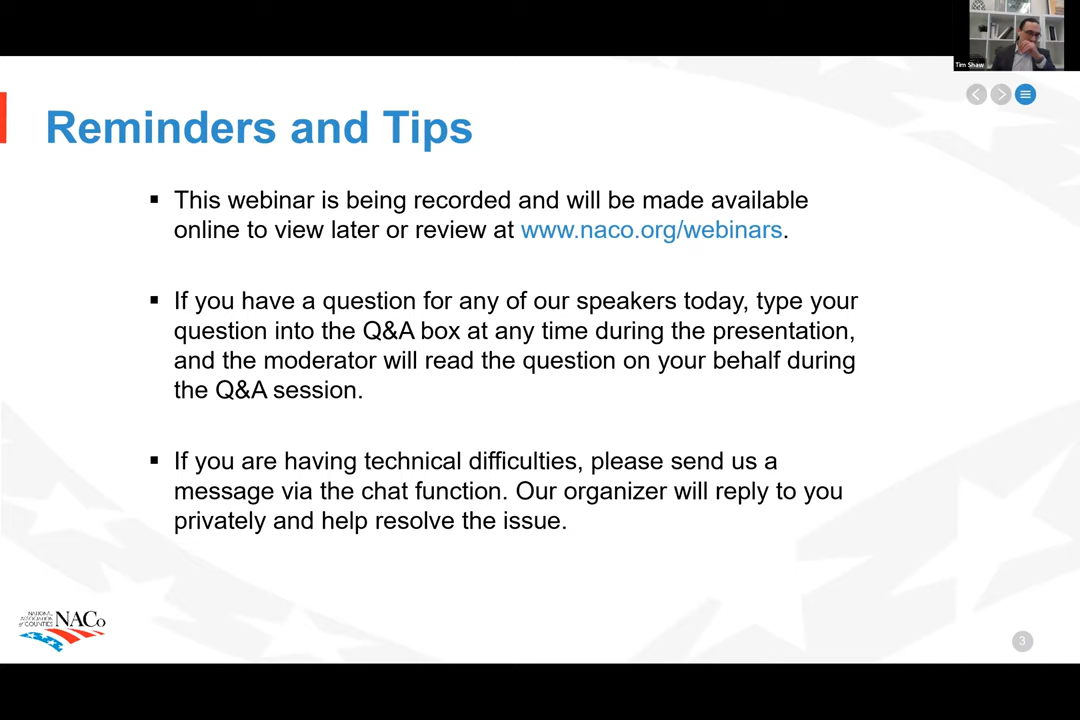 Tim Shaw
Reminders and Tips
▪ This webinar is being recorded and will be made available
online to view later or review at www.naco.org/webinars.
▪ If you have a question for any of our speakers today, type your
question into the Q&A box at any time during the presentation,
and the moderator will read the question on your behalf during
the Q&A session.
▪ If you are having technical difficulties, please send us a
message via the chat function. Our organizer will reply to you
privately and help resolve the issue.
NATIONAL
ASSOCIATION
of COUNTIES
NACo
3